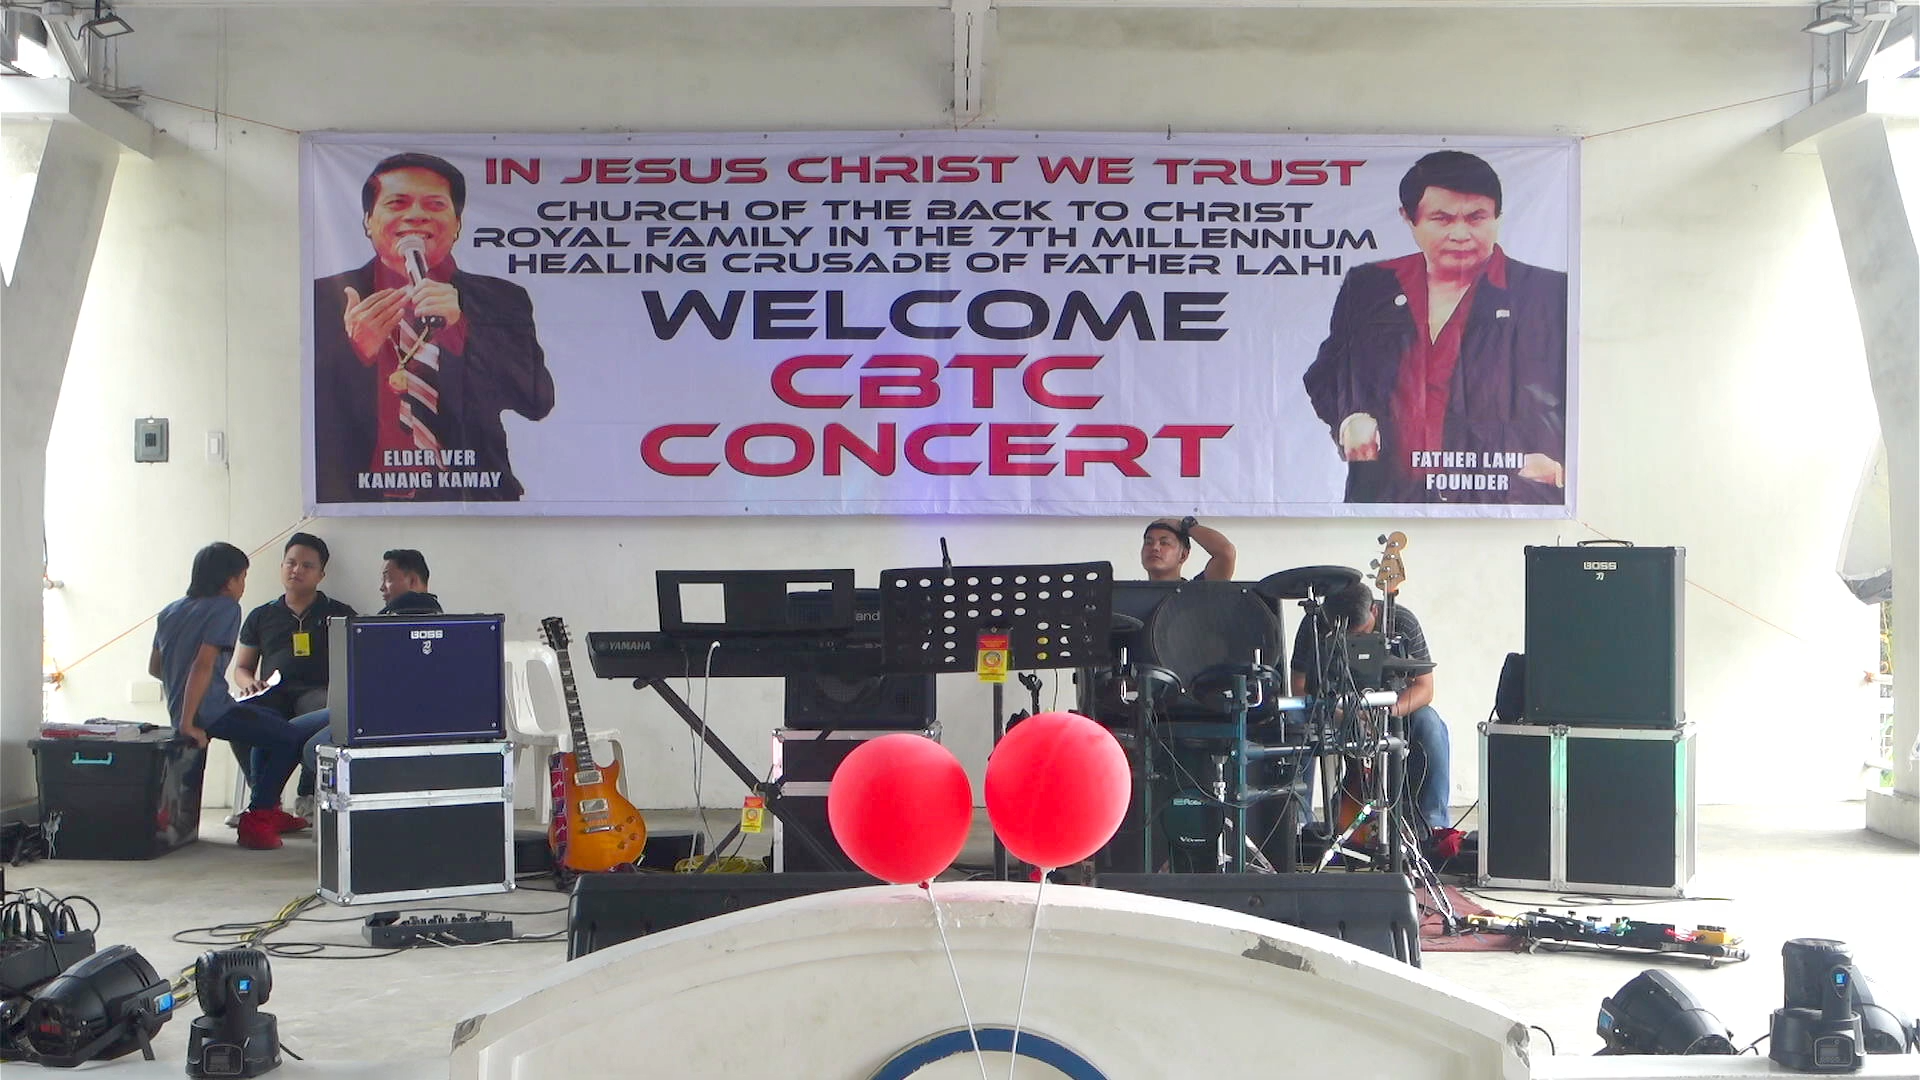 IN JESUS CHRIST WE TRUST
CHURCH OF THE BACK TO CHRIST
ROYAL FAMILY IN THE 7TH MILLENNIUM
HEALING CRUSADE OF FATHER LAHI
WELCOME
CBTC
CONCERT
ELDER VER
KANANG KAMAY
FATHER LAHI
FOUNDER
BOSS
YAMAHA
BOSS